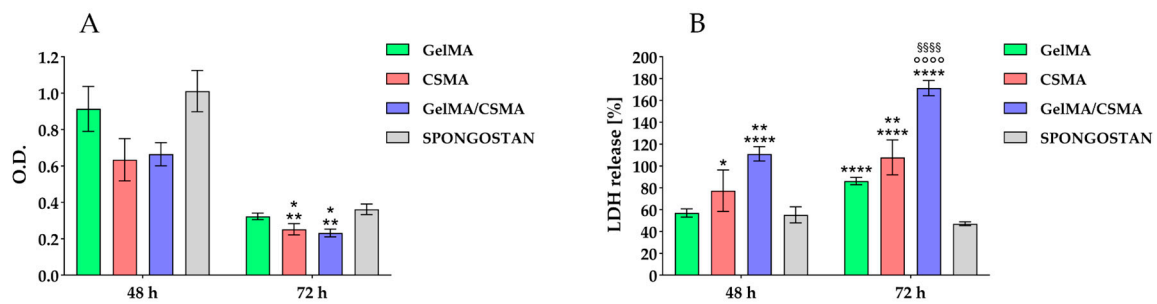 A
O.D.
1.2
1.0
0.8
0.6
0.4
0.2
0.0
*
**
*
**
48 h
72 h
GelMA
CSMA
GelMA/CSMA
SPONGOSTAN
B
LDH release [%]
200
180
160
140
120
100
80
60
40
20
0
*
**
****
****
**
****
§§§§
°°°°
****
48 h
72 h
GelMA
CSMA
GelMA/CSMA
SPONGOSTAN